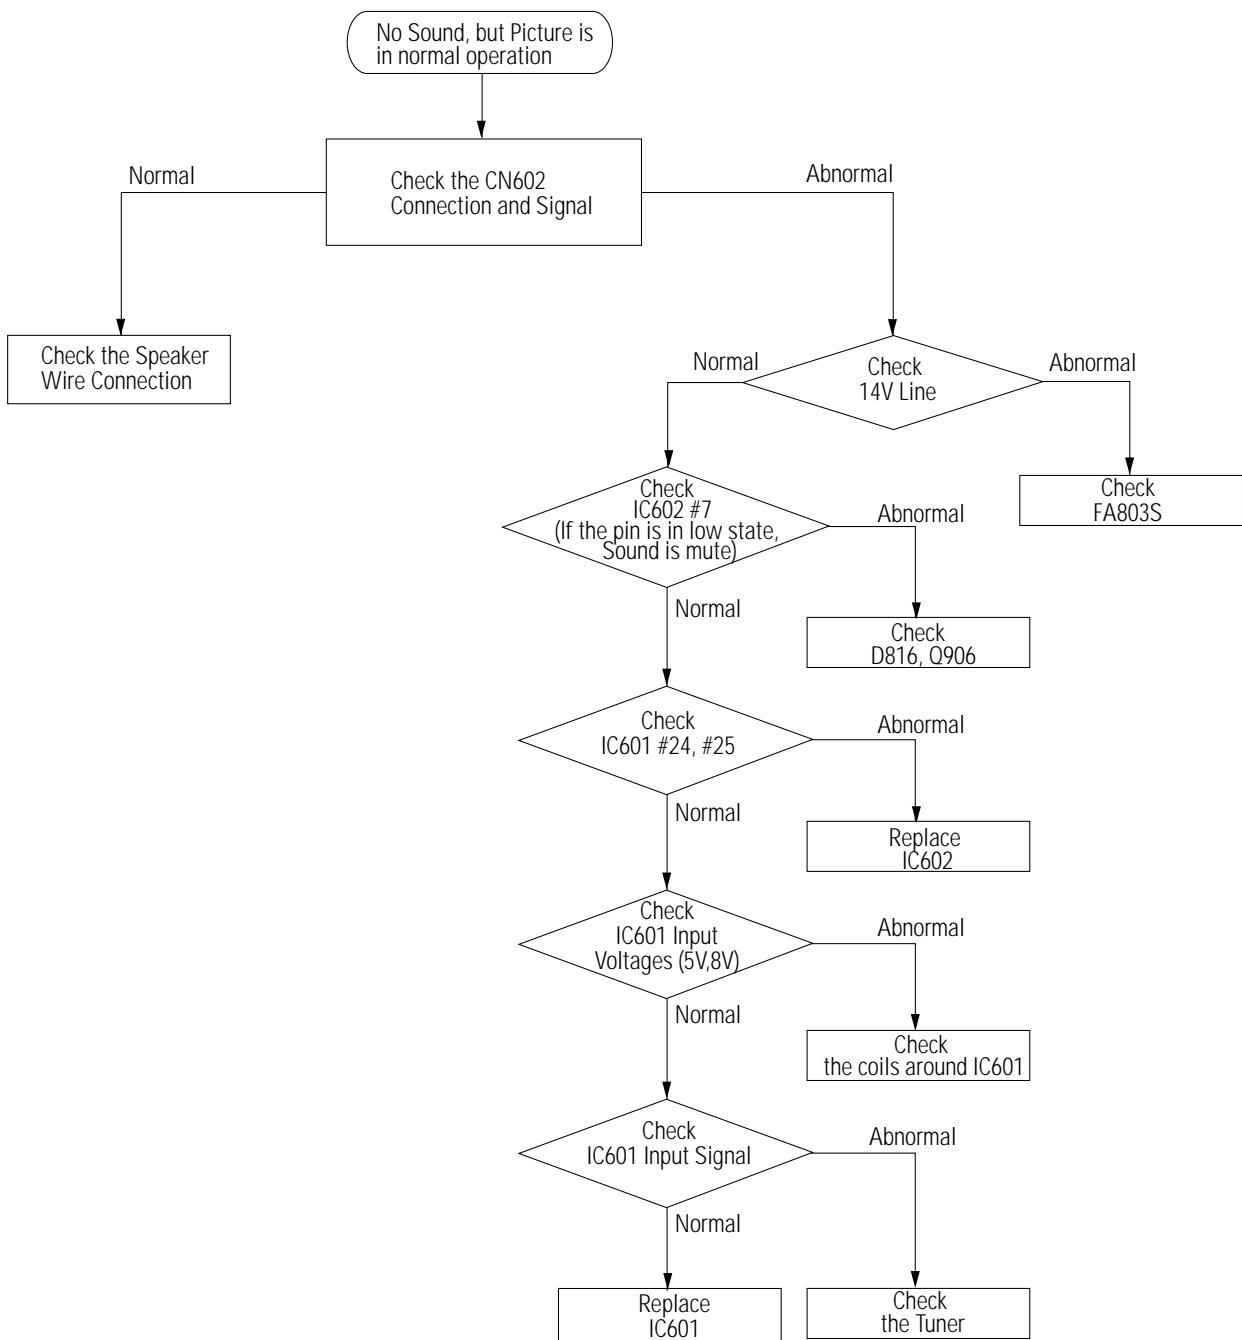 No Sound, but Picture is
in normal operation
Normal
Check the CN602
Connection and Signal
Abnormal
Check the Speaker
Wire Connection
Normal
Check
14V Line
Abnormal
Check
FA803S
Check
IC602 #7
(If the pin is in low state,
Sound is mute)
Abnormal
Normal
Check
D816, Q906
Check
IC601 #24, #25
Abnormal
Normal
Replace
IC602
Check
IC601 Input
Voltages (5V,8V)
Abnormal
Normal
Check
the coils around IC601
Check
IC601 Input Signal
Abnormal
Normal
Replace
IC601
Check
the Tuner